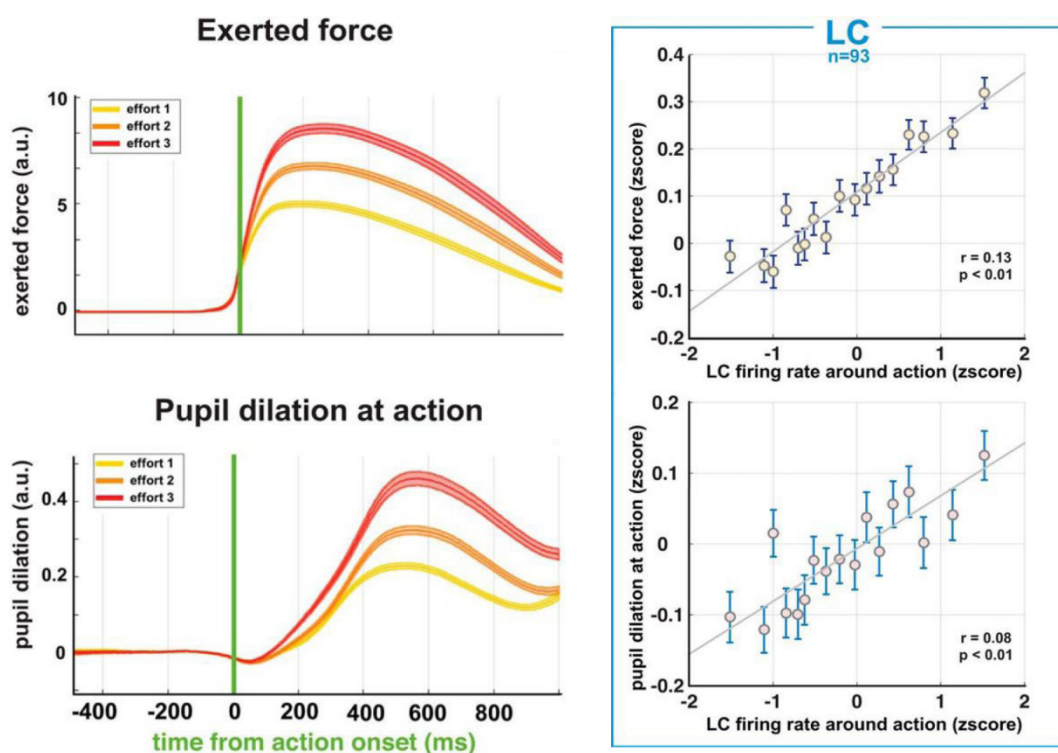 Exerted force
exerted force (a.u.)
10
5
0
effort 1
effort 2
effort 3
Pupil dilation at action
pupil dilation (a.u.)
0.4
0.2
0
effort 1
effort 2
effort 3
-400 -200 0 200 400 600 800
time from action onset (ms)
LC
n=93
exerted force (zscore)
0.4
0.3
0.2
0.1
0
-0.1
-0.2
r = 0.13
p < 0.01
-2 -1 0 1 2
LC firing rate around action (zscore)
pupil dilation at action (zscore)
0.2
0.1
0
-0.1
-0.2
r = 0.08
p < 0.01
-2 -1 0 1 2
LC firing rate around action (zscore)